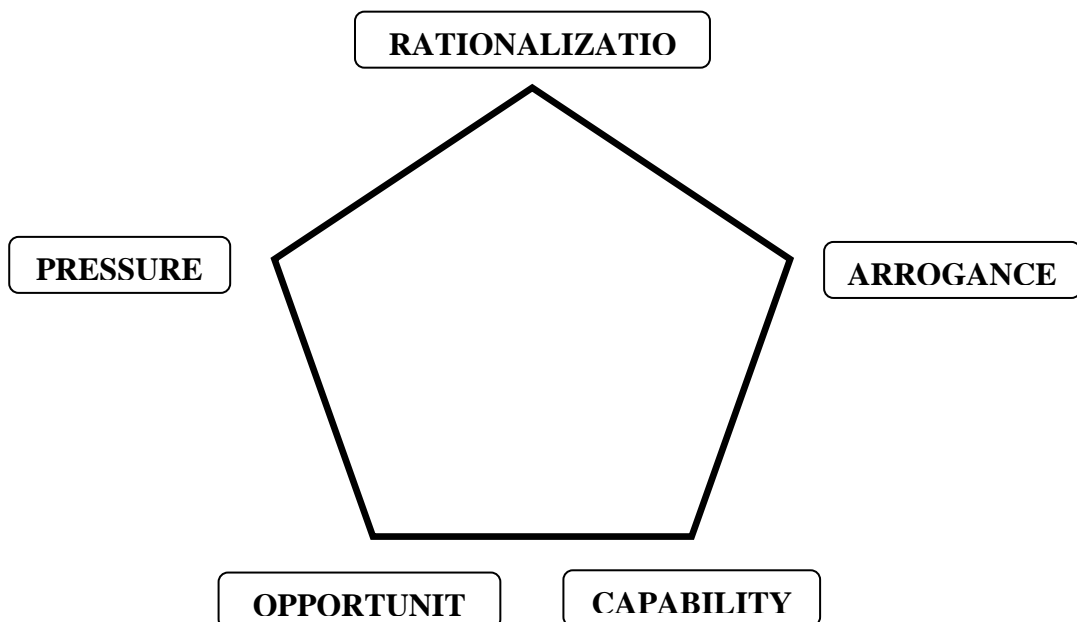 RATIONALIZATIO
PRESSURE
ARROGANCE
OPPORTUNIT
CAPABILITY